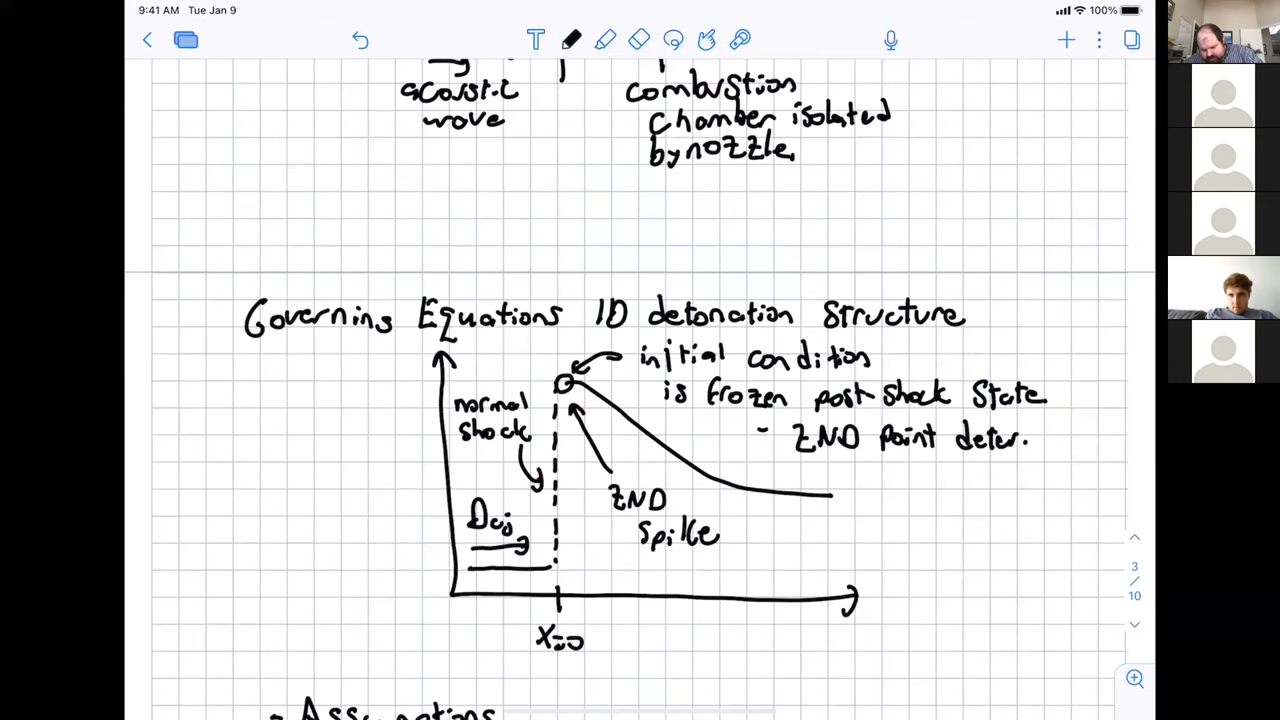 9:41 AM Tue Jan 9
100%
acoustic
wave
combustion
chamber isolated
by nozzle,
Governing Equations 1D detonation Structure
initial condition
is frozen post-shock State
- ZND point deter.
normal
shock
ZND
Spike
Dcj
x=0
3
/
10
- Assumptions